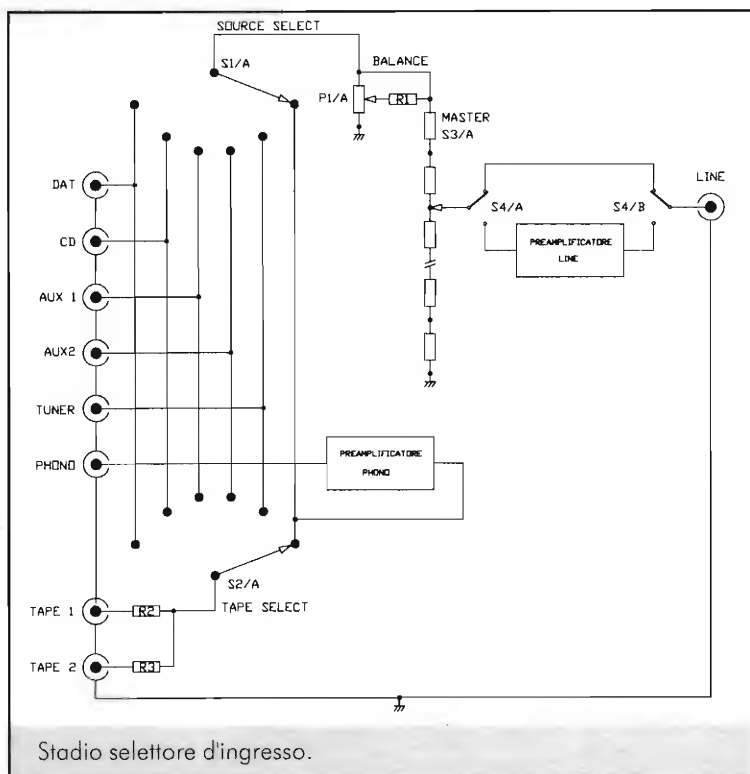 SOURCE SELECT
S1/A
BALANCE
P1/A
R1
MASTER
S3/A
DAT
LINE
S4/A
S4/B
CD
PREAMPLIFICATORE
LINE
AUX 1
AUX2
TUNER
PHONO
PREAMPLIFICATORE
PHONO
S2/A
TAPE SELECT
TAPE 1
R2
TAPE 2
R3
Stadio selettore d'ingresso.